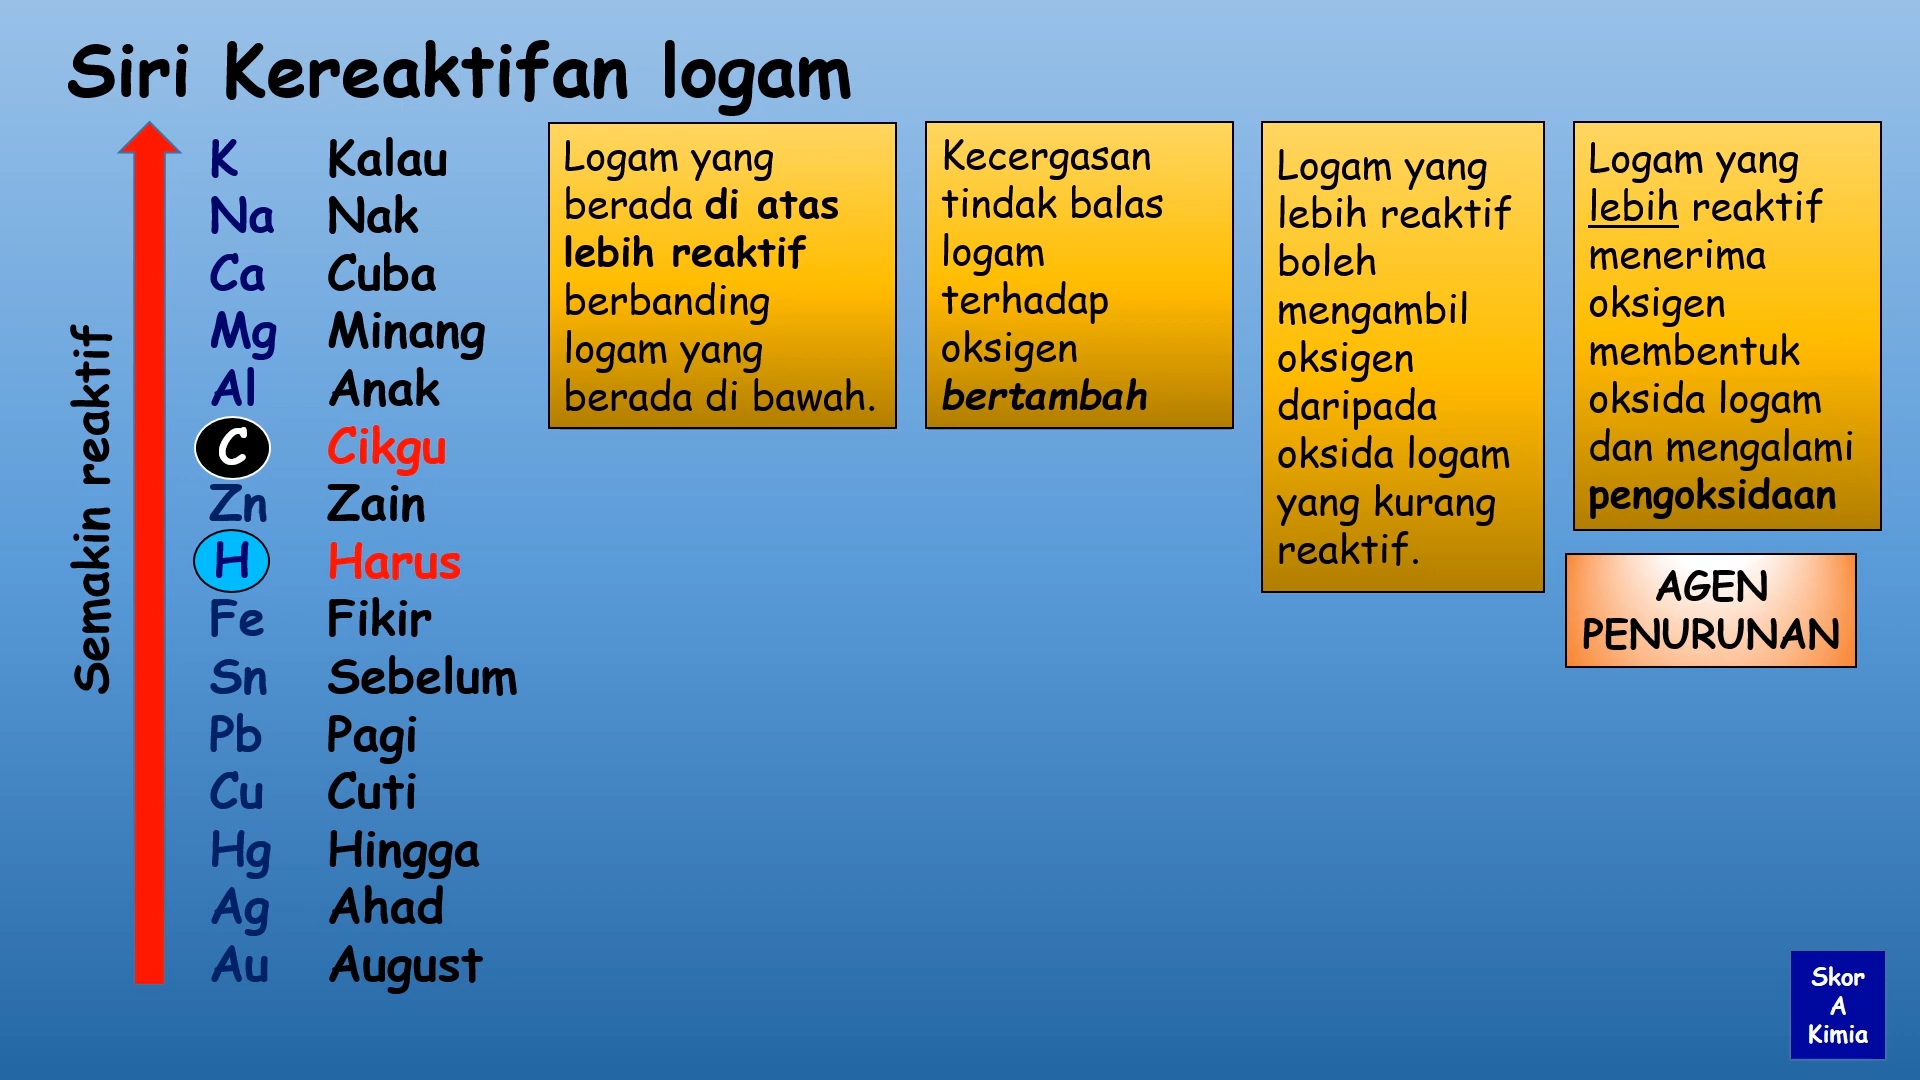 Siri Kereaktifan logam
Semakin reaktif
K Kalau
Na Nak
Ca Cuba
Mg Minang
Al Anak
C Cikgu
Zn Zain
H Harus
Fe Fikir
Sn Sebelum
Pb Pagi
Cu Cuti
Hg Hingga
Ag Ahad
Au August
Logam yang
berada di atas
lebih reaktif
berbanding
logam yang
berada di bawah.
Kecergasan
tindak balas
logam
terhadap
oksigen
bertambah
Logam yang
lebih reaktif
boleh
mengambil
oksigen
daripada
oksida logam
yang kurang
reaktif.
Logam yang
lebih reaktif
menerima
oksigen
membentuk
oksida logam
dan mengalami
pengoksidaan
AGEN
PENURUNAN
Skor
A
Kimia